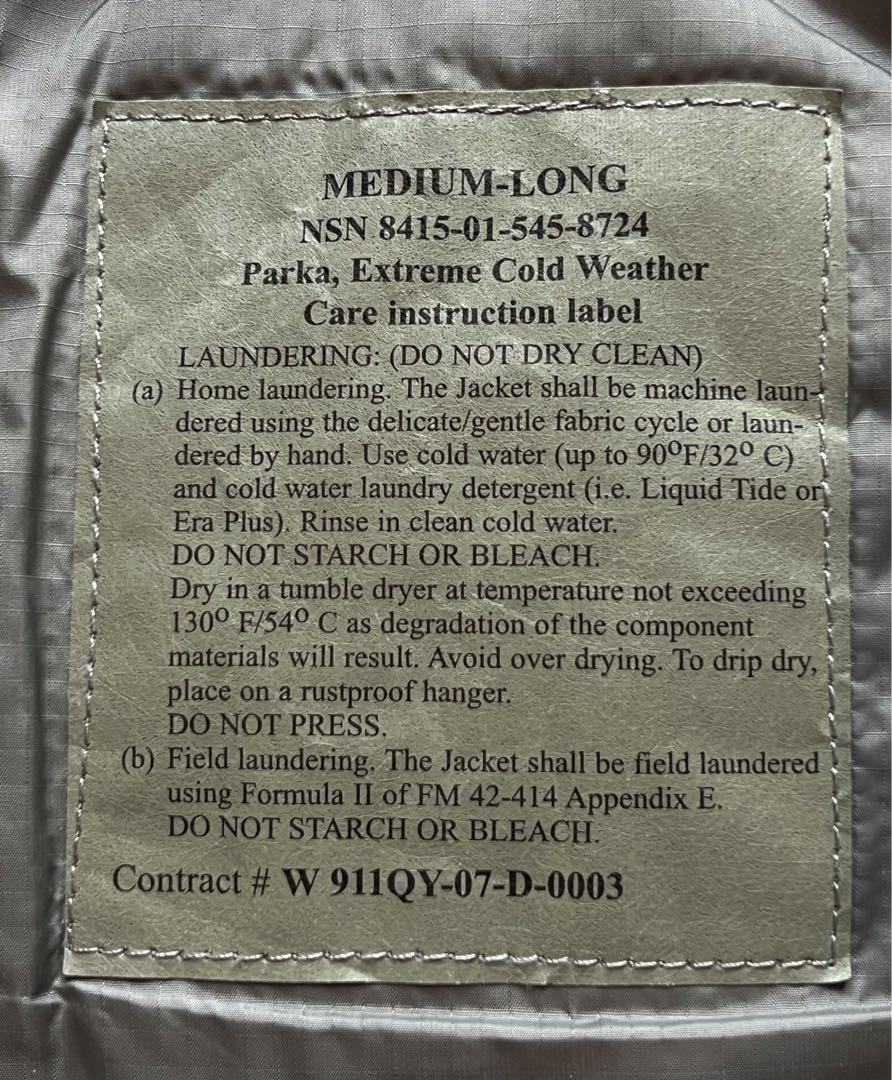 MEDIUM-LONG
NSN 8415-01-545-8724
Parka, Extreme Cold Weather
Care instruction label
LAUNDERING: (DO NOT DRY CLEAN)
(a) Home laundering. The Jacket shall be machine laun-
dered using the delicate/gentle fabric cycle or laun-
dered by hand. Use cold water (up to 90ºF/32º C)
and cold water laundry detergent (i.e. Liquid Tide or
Era Plus). Rinse in clean cold water.
DO NOT STARCH OR BLEACH.
Dry in a tumble dryer at temperature not exceeding
130º F/54º C as degradation of the component
materials will result. Avoid over drying. To drip dry,
place on a rustproof hanger.
DO NOT PRESS.
(b) Field laundering. The Jacket shall be field laundered
using Formula II of FM 42-414 Appendix E.
DO NOT STARCH OR BLEACH.
Contract # W 911QY-07-D-0003